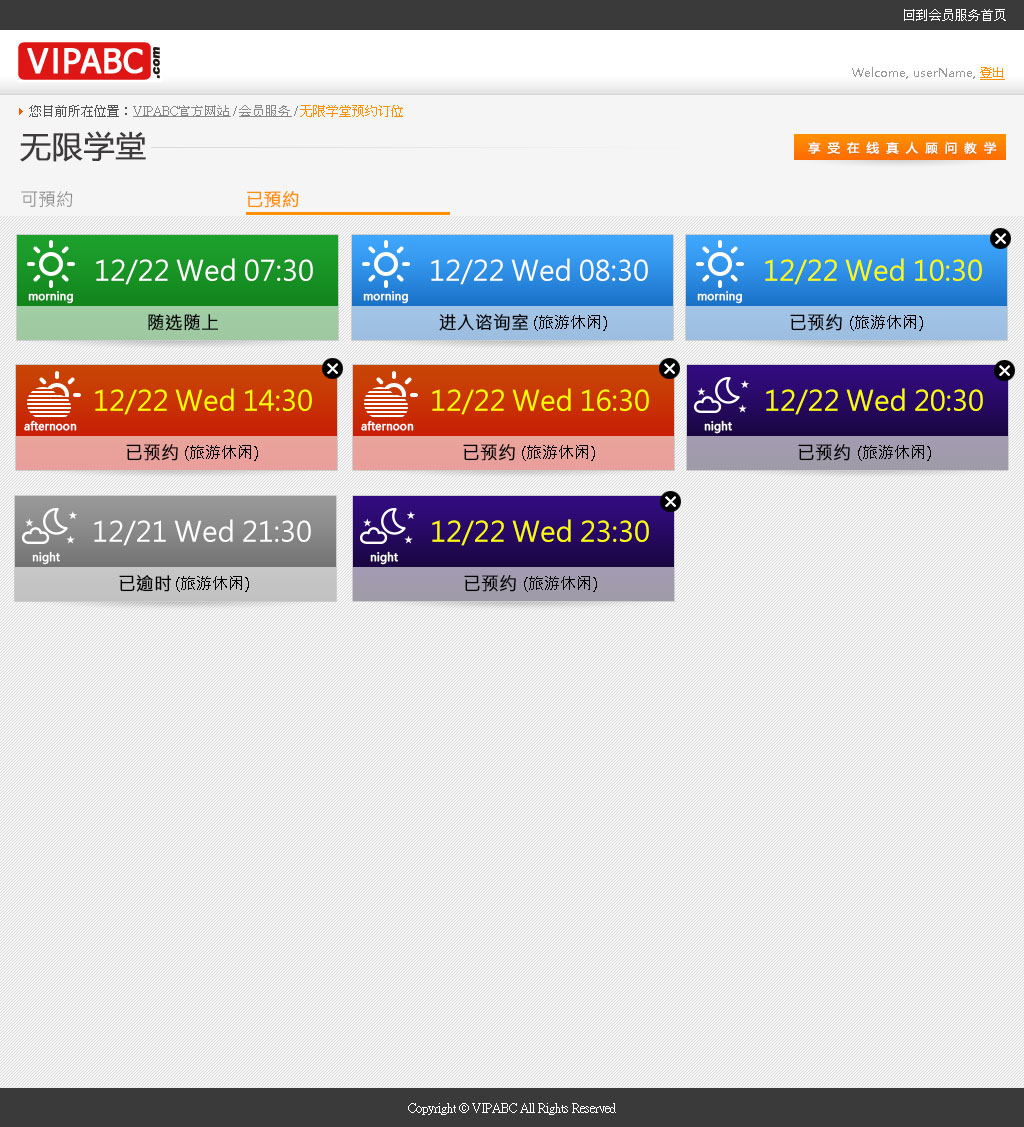 回到会员服务首页
VIPABC.com
Welcome, userName, 登出
您目前所在位置：VIPABC官方网站 / 会员服务 / 无限学堂预约订位
无限学堂
享受在线真人顾问教学
可預約
已預約
morning
12/22 Wed 07:30
随选随上
morning
12/22 Wed 08:30
进入谘询室 (旅游休闲)
morning
12/22 Wed 10:30
已预约 (旅游休闲)
afternoon
12/22 Wed 14:30
已预约 (旅游休闲)
afternoon
12/22 Wed 16:30
已预约 (旅游休闲)
night
12/22 Wed 20:30
已预约 (旅游休闲)
night
12/21 Wed 21:30
已逾时 (旅游休闲)
night
12/22 Wed 23:30
已预约 (旅游休闲)
Copyright © VIPABC All Rights Reserved